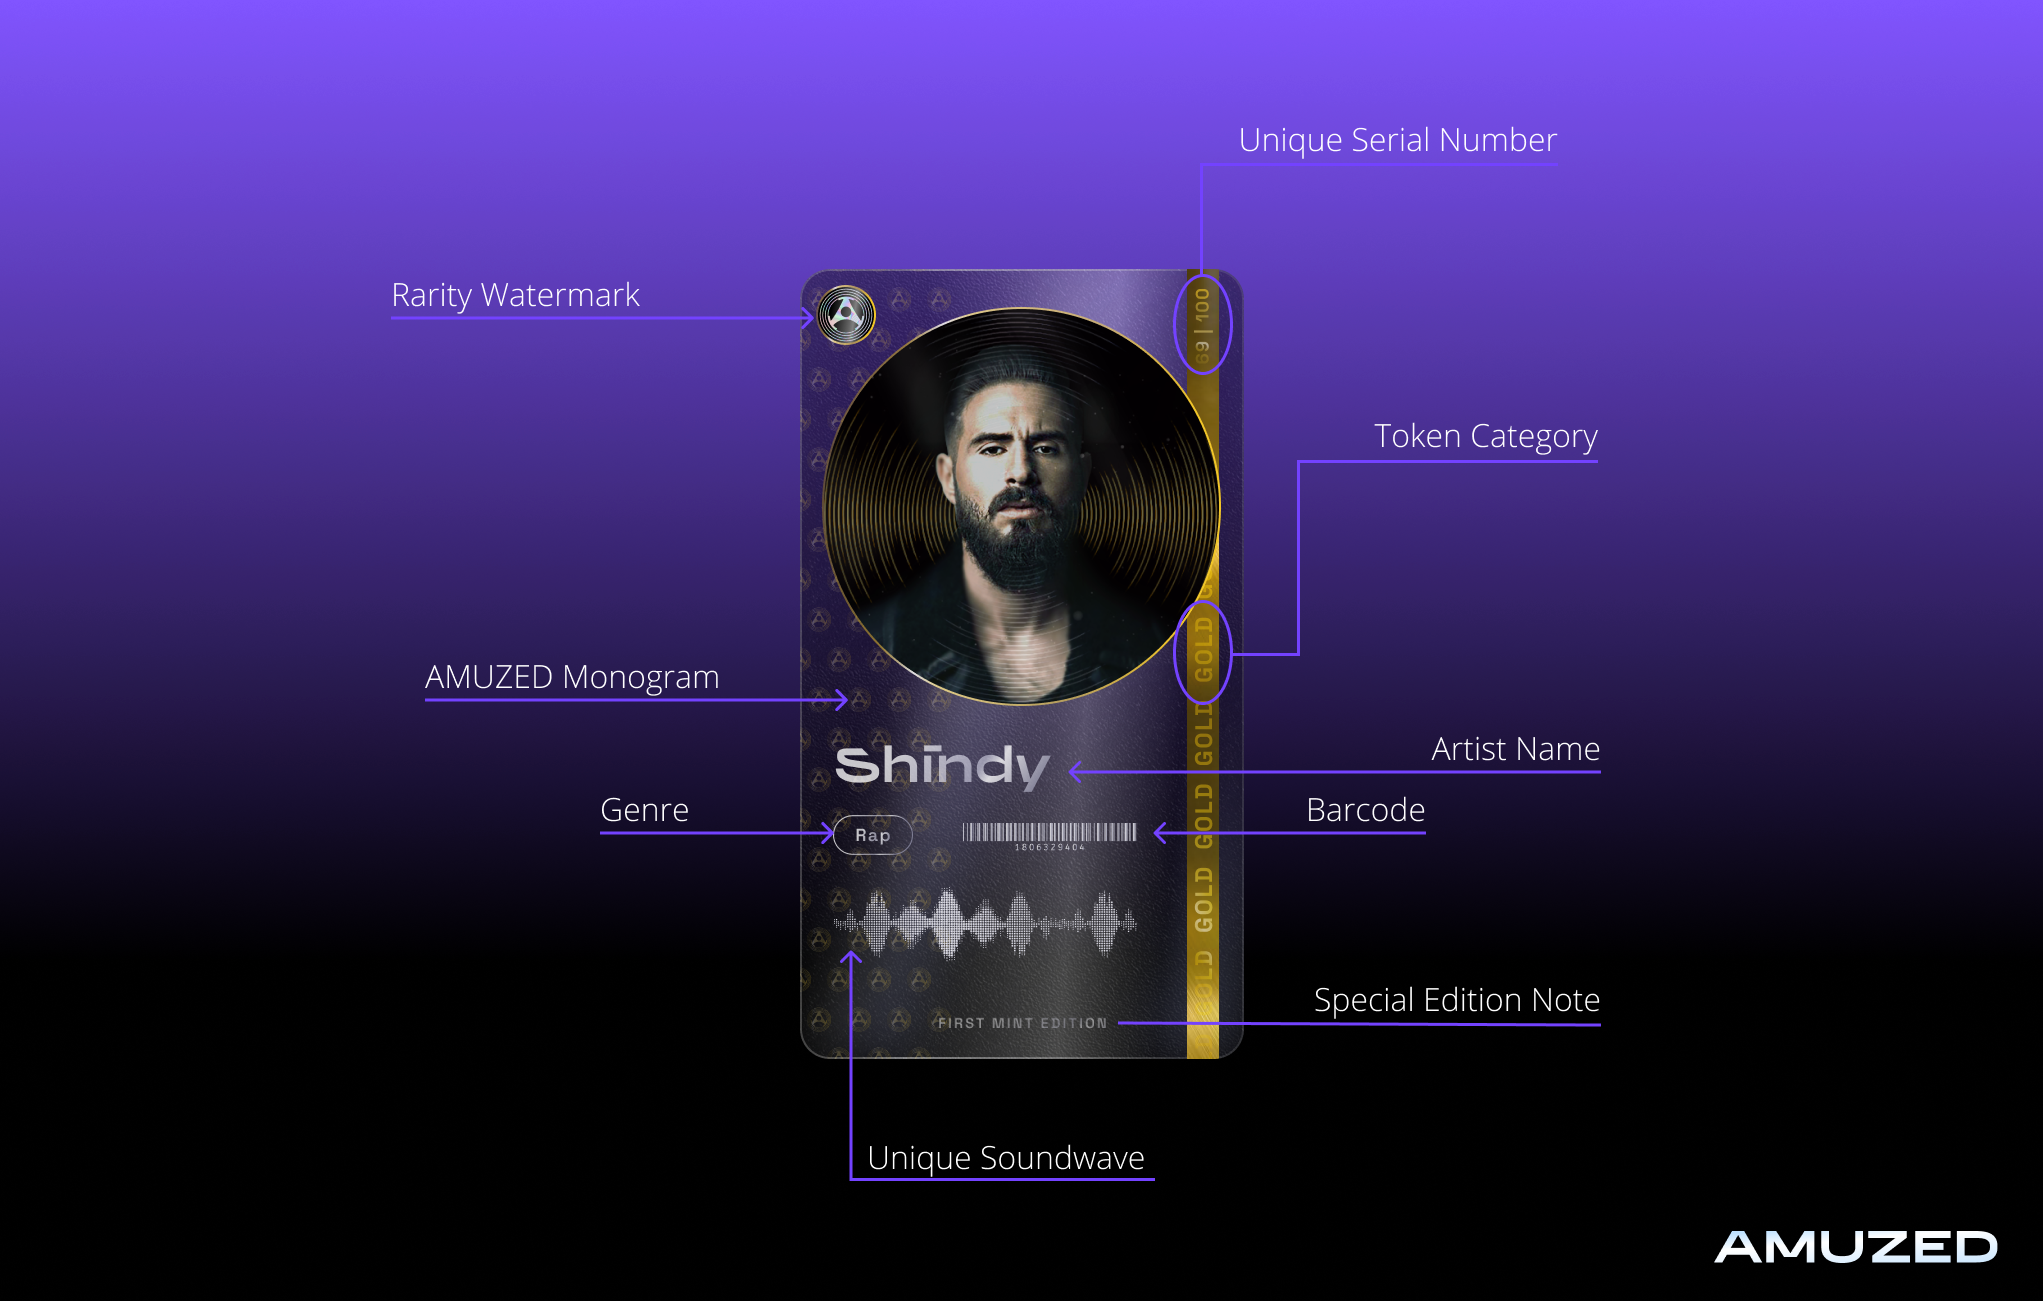 Unique Serial Number
Rarity Watermark
69 | 100
Token Category
AMUZED Monogram
GOLD GOLD GOLD GOLD
Artist Name
Shindy
Genre
Barcode
Rap
1806329404
Special Edition Note
FIRST MINT EDITION
Unique Soundwave
AMUZED